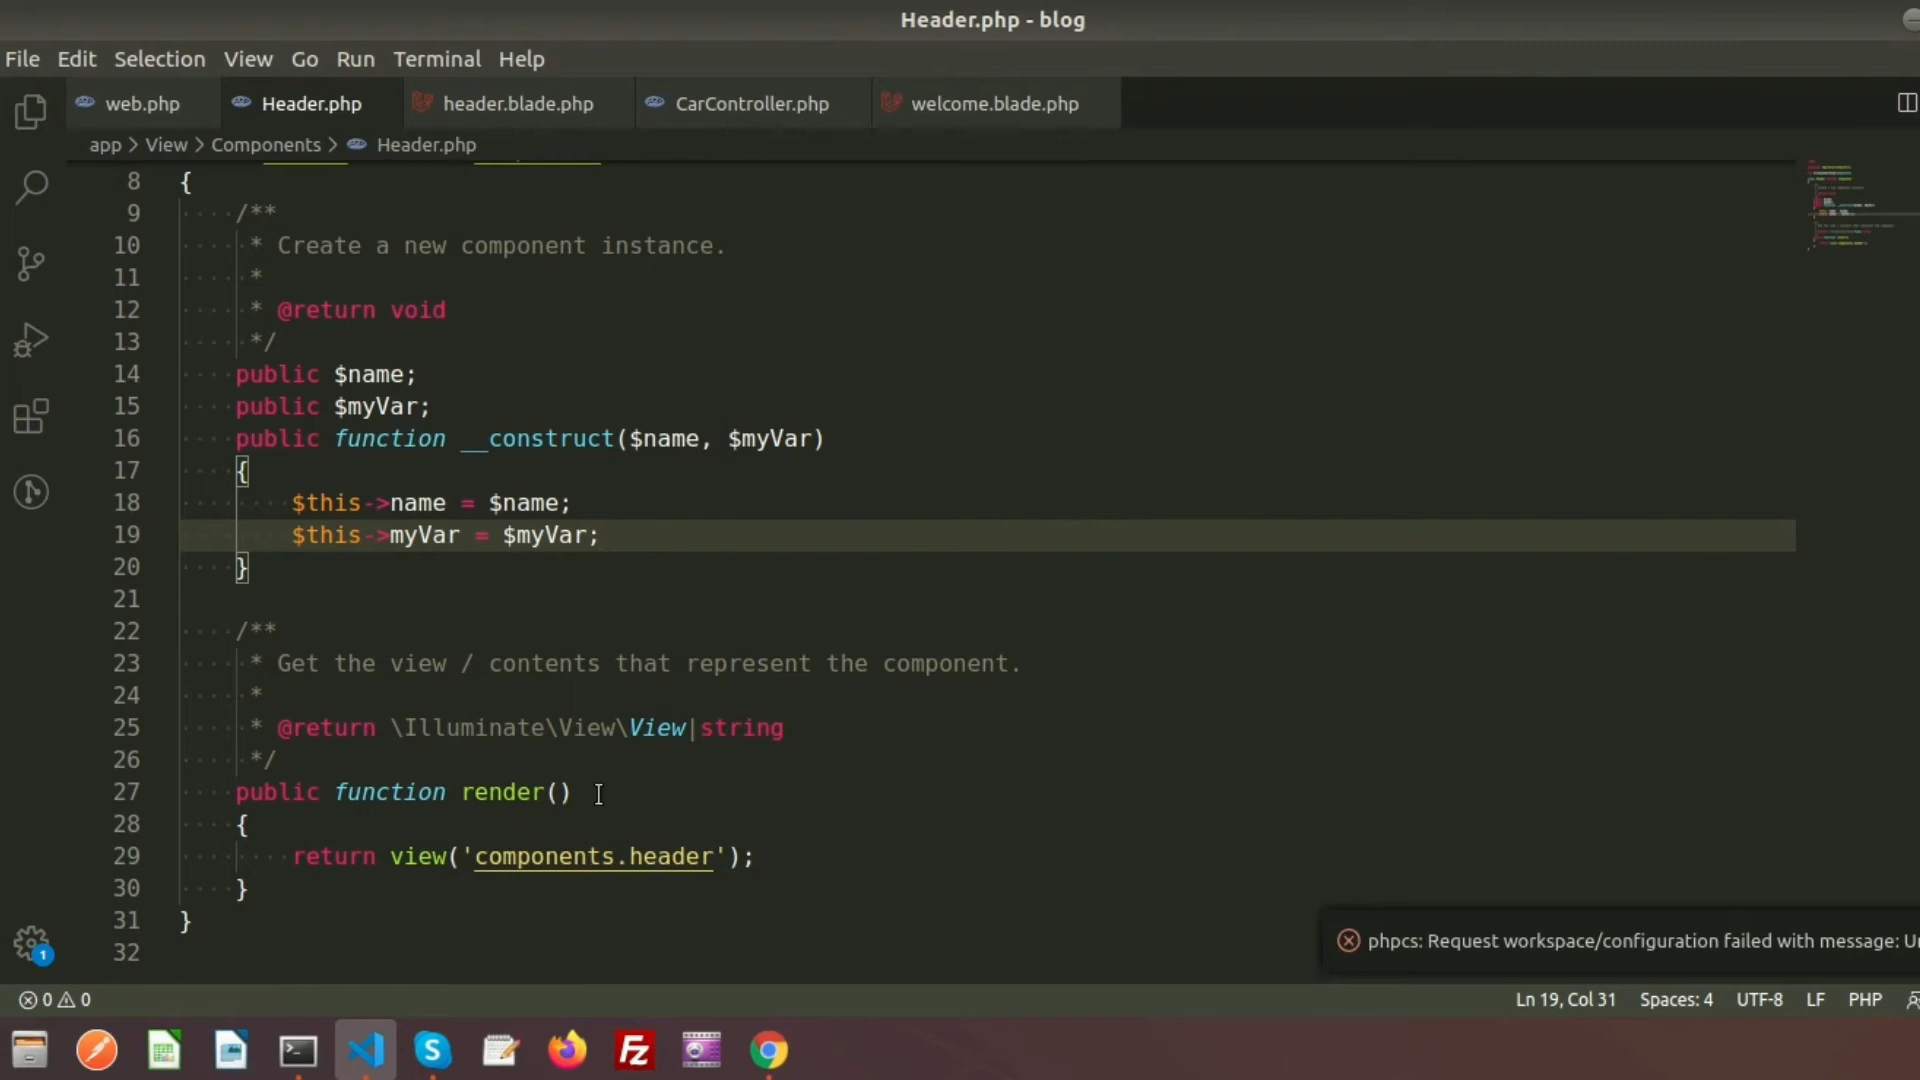 Header.php - blog
File Edit Selection View Go Run Terminal Help
web.php Header.php header.blade.php CarController.php welcome.blade.php
app > View > Components > Header.php
8 {
9 /**
10 * Create a new component instance.
11 *
12 * @return void
13 */
14 public $name;
15 public $myVar;
16 public function __construct($name, $myVar)
17 {
18 $this->name = $name;
19 $this->myVar = $myVar;
20 }
21
22 /**
23 * Get the view / contents that represent the component.
24 *
25 * @return \Illuminate\View\View|string
26 */
27 public function render()
28 {
29 return view('components.header');
30 }
31 }
32
phpcs: Request workspace/configuration failed with message: U
1
0 0 Ln 19, Col 31 Spaces: 4 UTF-8 LF PHP
S Fz